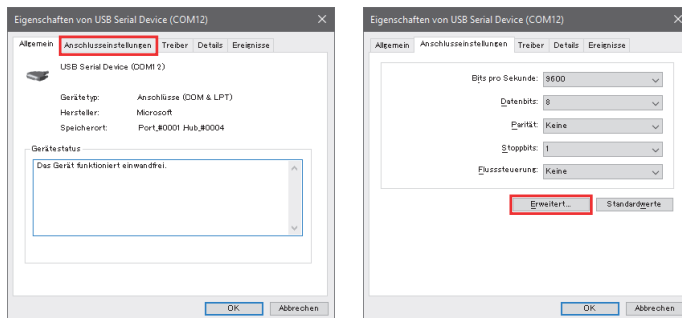 Eigenschaften von USB Serial Device (COM12)
Allgemein Anschlusseinstellungen Treiber Details Ereignisse
USB Serial Device (COM12)
Gerätetyp: Anschlüsse (COM & LPT)
Hersteller: Microsoft
Speicherort: Port_#0001.Hub_#0004
Gerätestatus
Das Gerät funktioniert einwandfrei.
OK Abbrechen
Eigenschaften von USB Serial Device (COM12)
Allgemein Anschlusseinstellungen Treiber Details Ereignisse
Bits pro Sekunde: 9600
Datenbits: 8
Parität: Keine
Stoppbits: 1
Flusssteuerung: Keine
Erweitert... Standardwerte
OK Abbrechen